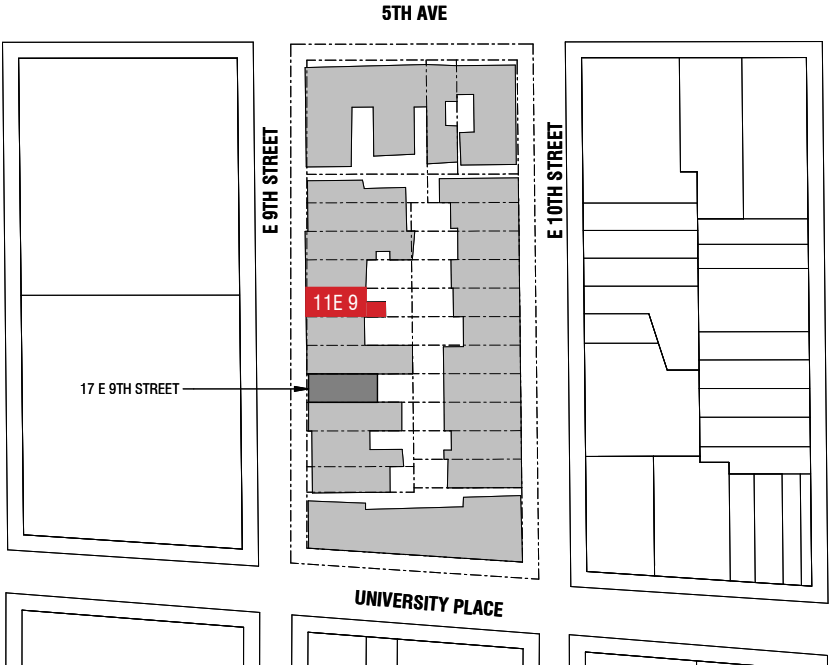 5TH AVE
E 9TH STREET
E 10TH STREET
11E 9
17 E 9TH STREET
UNIVERSITY PLACE